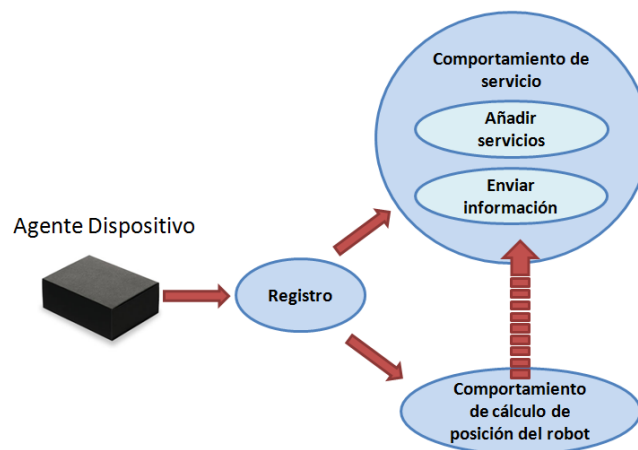 Comportamiento de
servicio
Añadir
servicios
Enviar
información
Agente Dispositivo
Registro
Comportamiento
de cálculo de
posición del robot